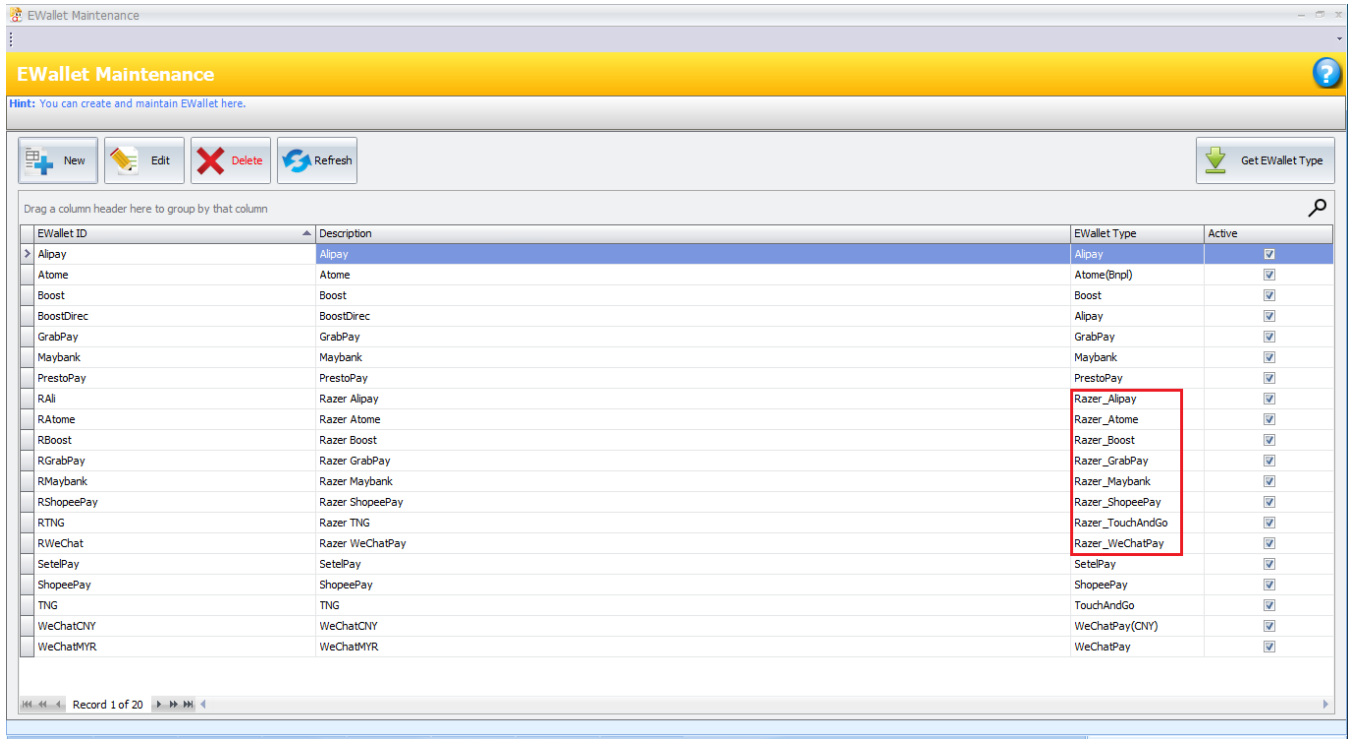 EWallet Maintenance
EWallet Maintenance
Hint: You can create and maintain EWallet here.
New Edit Delete Refresh Get EWallet Type
Drag a column header here to group by that column
EWallet ID Description EWallet Type Active
Alipay Alipay Alipay
Atome Atome Atome(Bnpl)
Boost Boost Boost
BoostDirec BoostDirec Alipay
GrabPay GrabPay GrabPay
Maybank Maybank Maybank
PrestoPay PrestoPay PrestoPay
RAli Razer Alipay Razer_Alipay
RAtome Razer Atome Razer_Atome
RBoost Razer Boost Razer_Boost
RGrabPay Razer GrabPay Razer_GrabPay
RMaybank Razer Maybank Razer_Maybank
RShopeePay Razer ShopeePay Razer_ShopeePay
RTNG Razer TNG Razer_TouchAndGo
RWeChat Razer WeChatPay Razer_WeChatPay
SetelPay SetelPay SetelPay
ShopeePay ShopeePay ShopeePay
TNG TNG TouchAndGo
WeChatCNY WeChatCNY WeChatPay(CNY)
WeChatMYR WeChatMYR WeChatPay
Record 1 of 20